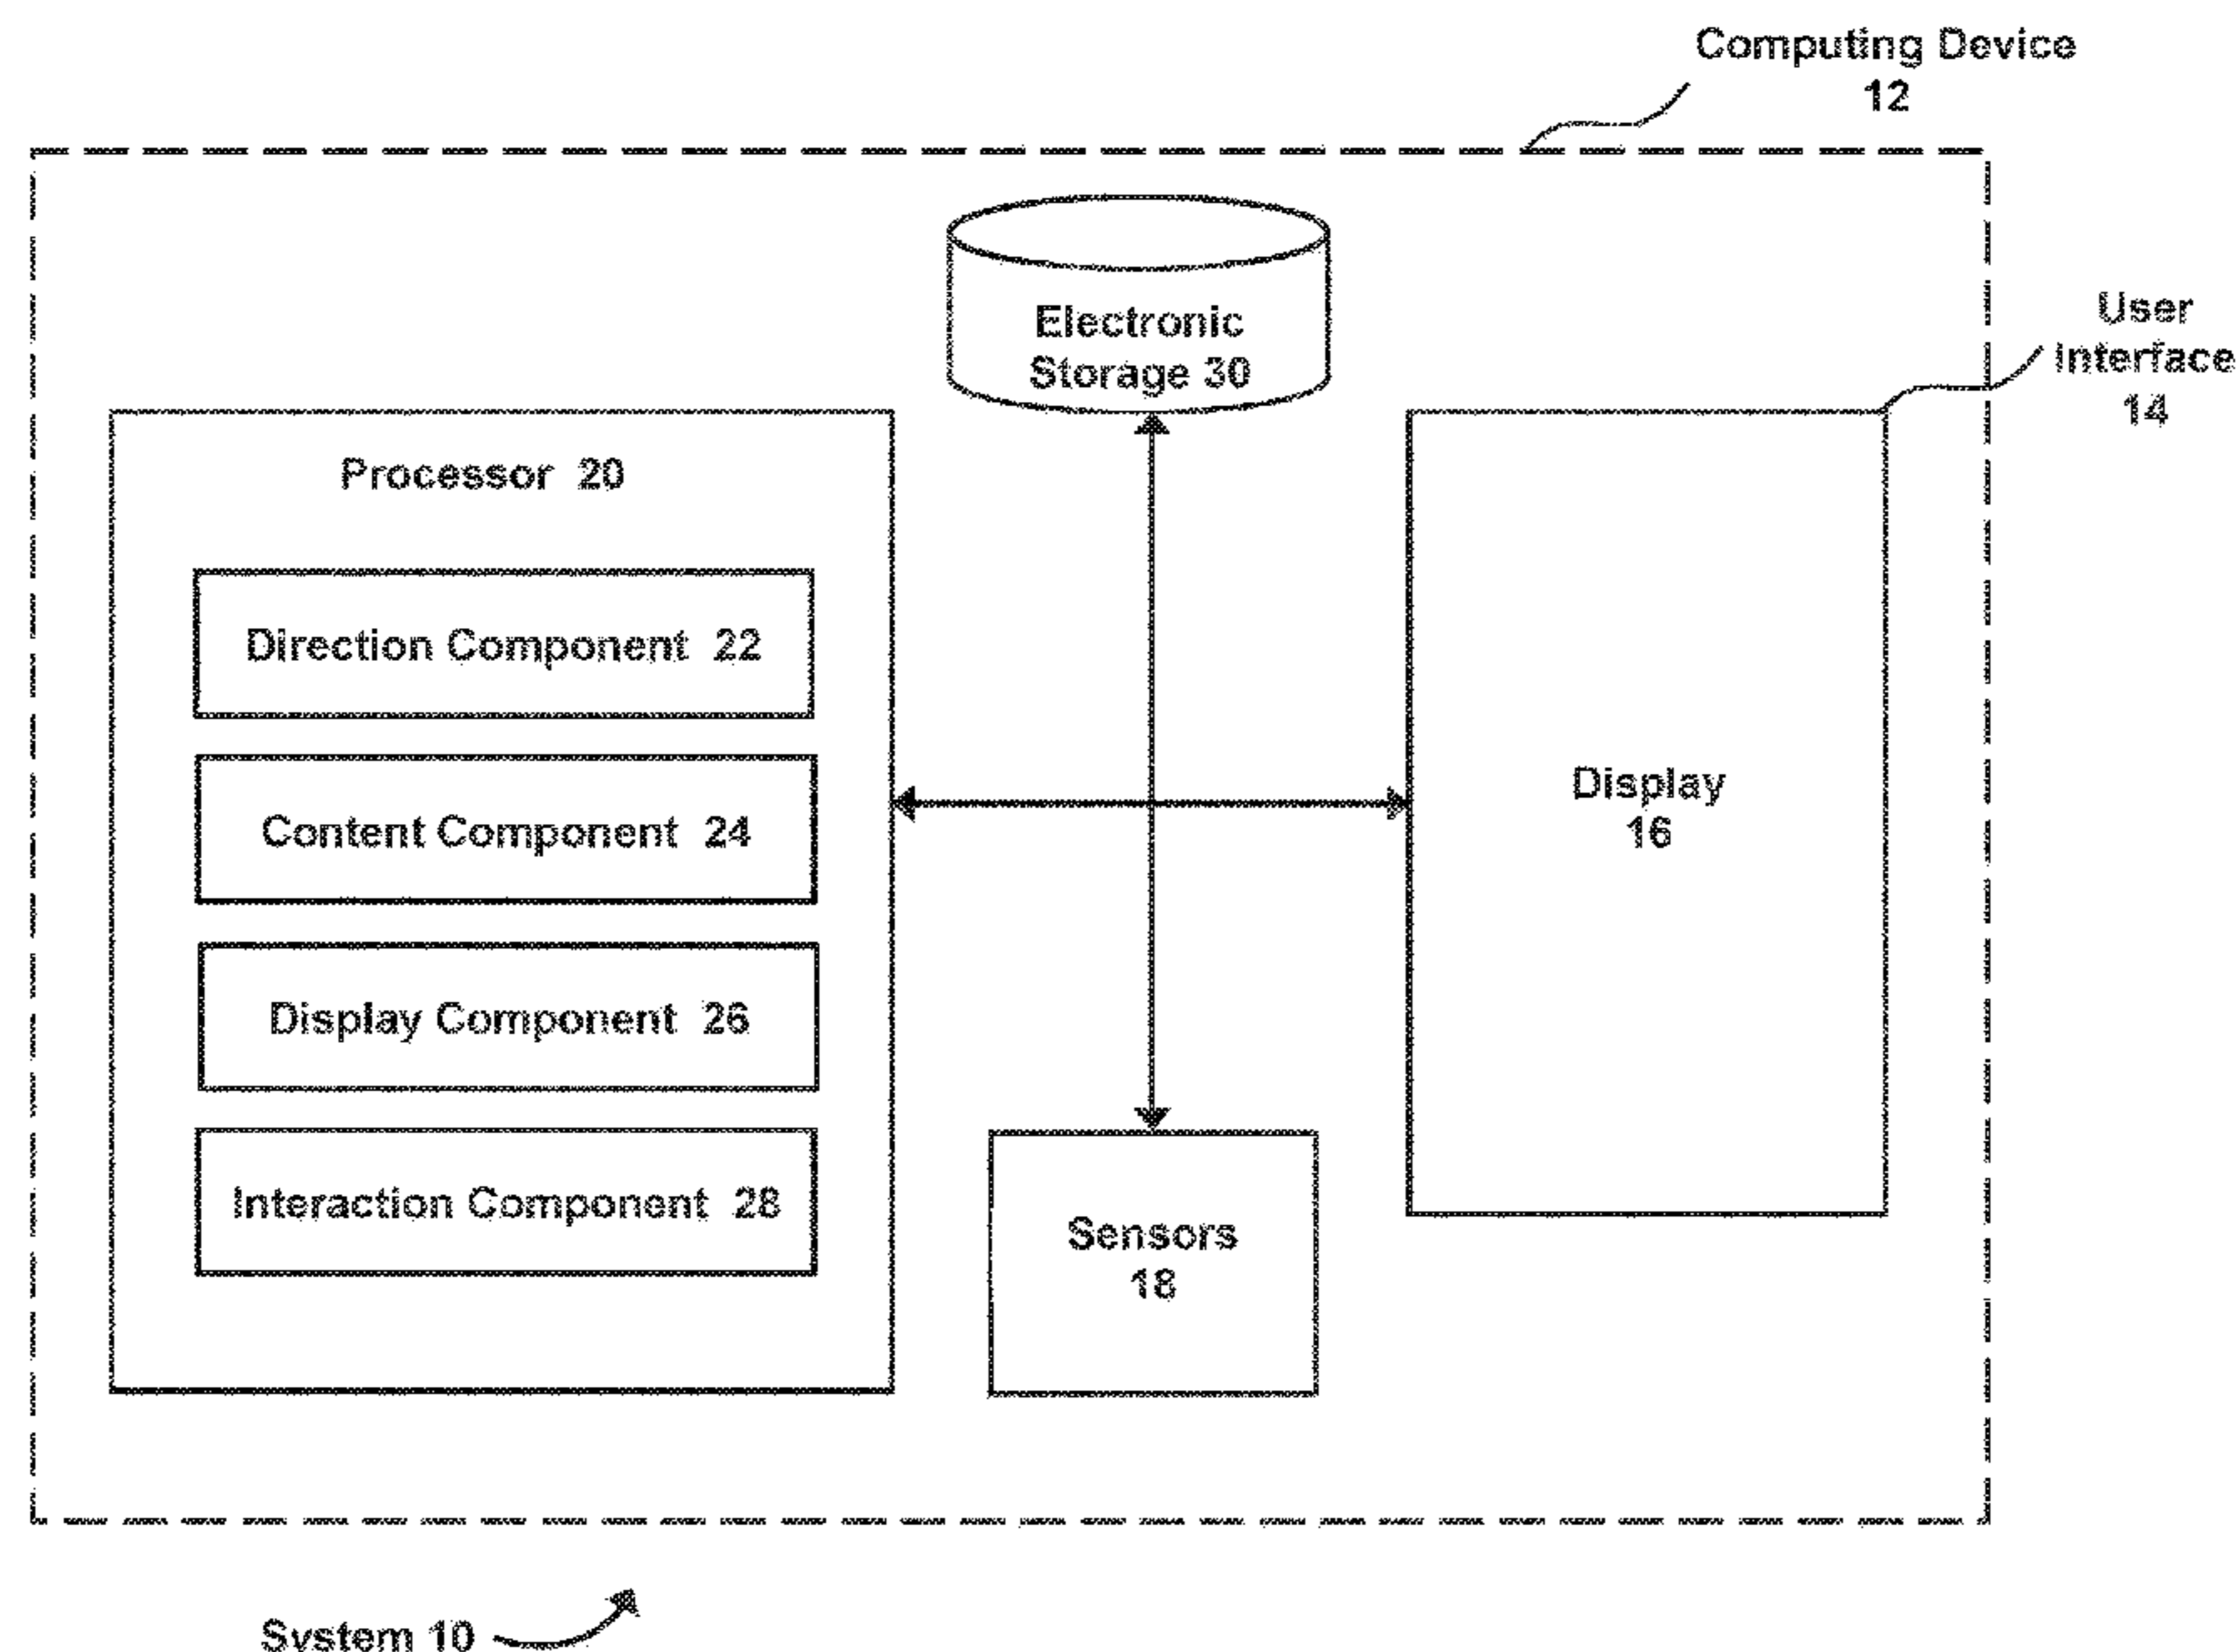 Computing Device
12
User
Interface
14
Electronic
Storage 30
Processor 20
Direction Component 22
Content Component 24
Display Component 26
Interaction Component 28
Display
16
Sensors
18
System 10